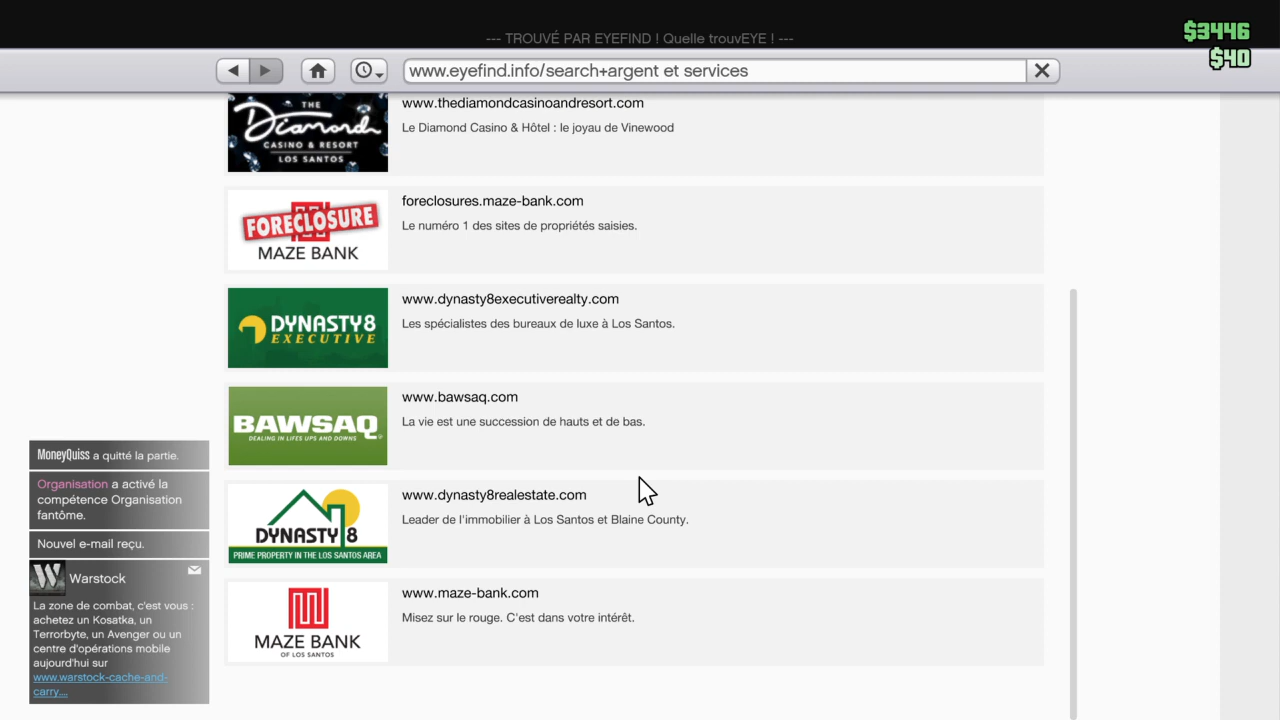 --- TROUVÉ PAR EYEFIND ! Quelle trouvEYE ! ---
$3446
$40
www.eyefind.info/search+argent et services
THE
Diamond
CASINO & RESORT
LOS SANTOS
www.thediamondcasinoandresort.com
Le Diamond Casino & Hôtel : le joyau de Vinewood
FORECLOSURE
MAZE BANK
foreclosures.maze-bank.com
Le numéro 1 des sites de propriétés saisies.
DYNASTY8
EXECUTIVE
www.dynasty8executiverealty.com
Les spécialistes des bureaux de luxe à Los Santos.
BAWSAQ
DEALING IN LIFES UPS AND DOWNS
www.bawsaq.com
La vie est une succession de hauts et de bas.
DYNASTY 8
PRIME PROPERTY IN THE LOS SANTOS AREA
www.dynasty8realestate.com
Leader de l'immobilier à Los Santos et Blaine County.
MAZE BANK
OF LOS SANTOS
www.maze-bank.com
Misez sur le rouge. C'est dans votre intérêt.
MoneyQuiss a quitté la partie.
Organisation a activé la
compétence Organisation
fantôme.
Nouvel e-mail reçu.
W
Warstock
La zone de combat, c'est vous :
achetez un Kosatka, un
Terrorbyte, un Avenger ou un
centre d'opérations mobile
aujourd'hui sur
www.warstock-cache-and-
carry....